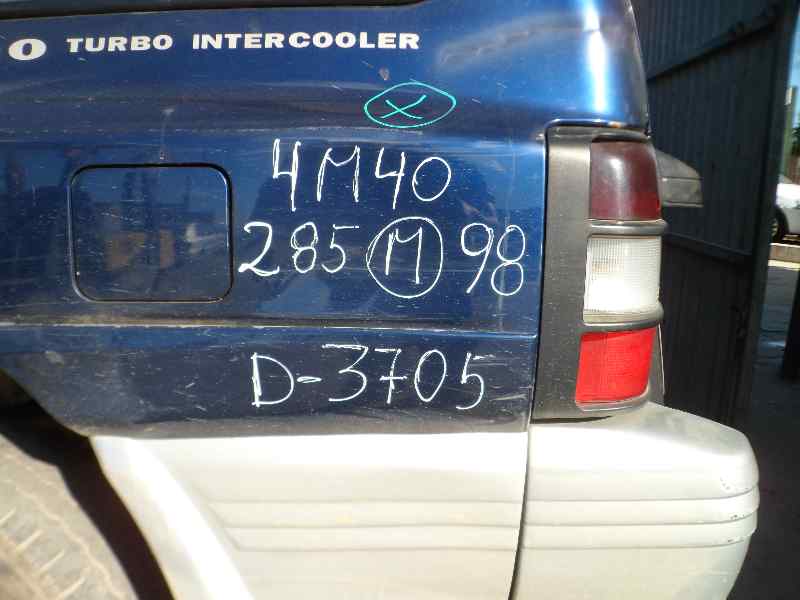 O TURBO INTERCOOLER
X
4M40
285 M 98
D-3705